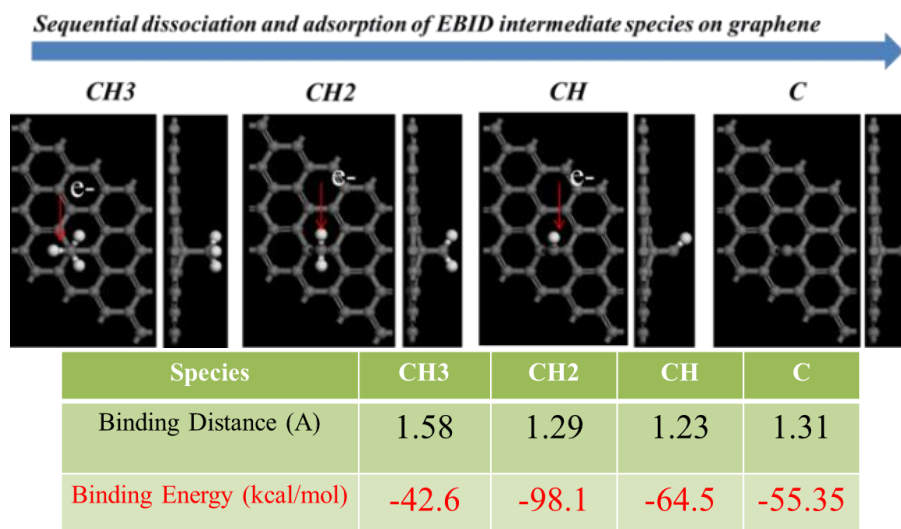 Sequential dissociation and adsorption of EBID intermediate species on graphene
CH3 CH2 CH C
e- e- e-
Species CH3 CH2 CH C
Binding Distance (A) 1.58 1.29 1.23 1.31
Binding Energy (kcal/mol) -42.6 -98.1 -64.5 -55.35